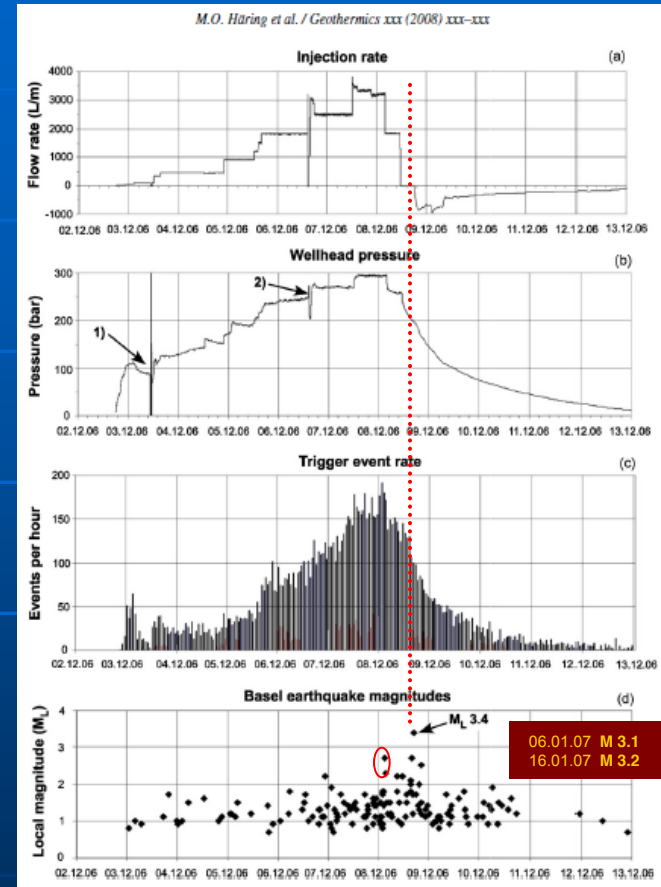 M.O. Häring et al. / Geothermics xxx (2008) xxx–xxx
Injection rate
(a)
Flow rate (L/m)
4000
3000
2000
1000
0
-1000
02.12.06 03.12.06 04.12.06 05.12.06 06.12.06 07.12.06 08.12.06 09.12.06 10.12.06 11.12.06 12.12.06 13.12.06
Wellhead pressure
(b)
Pressure (bar)
300
200
100
0
1)
2)
02.12.06 03.12.06 04.12.06 05.12.06 06.12.06 07.12.06 08.12.06 09.12.06 10.12.06 11.12.06 12.12.06 13.12.06
Trigger event rate
(c)
Events per hour
200
150
100
50
0
02.12.06 03.12.06 04.12.06 05.12.06 06.12.06 07.12.06 08.12.06 09.12.06 10.12.06 11.12.06 12.12.06 13.12.06
Basel earthquake magnitudes
(d)
Local magnitude (ML)
4
3
2
1
0
ML 3.4
06.01.07 M 3.1
16.01.07 M 3.2
02.12.06 03.12.06 04.12.06 05.12.06 06.12.06 07.12.06 08.12.06 09.12.06 10.12.06 11.12.06 12.12.06 13.12.06